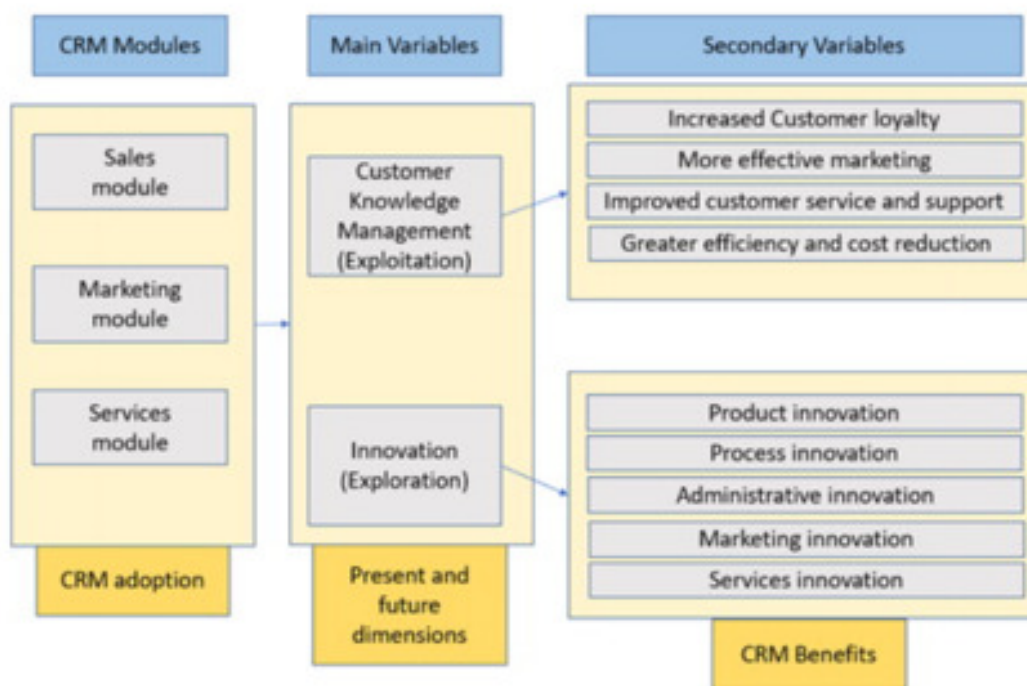 CRM Modules
Main Variables
Secondary Variables
Sales
module
Marketing
module
Services
module
CRM adoption
Customer
Knowledge
Management
(Exploitation)
Innovation
(Exploration)
Present and
future
dimensions
Increased Customer loyalty
More effective marketing
Improved customer service and support
Greater efficiency and cost reduction
Product innovation
Process innovation
Administrative innovation
Marketing innovation
Services innovation
CRM Benefits